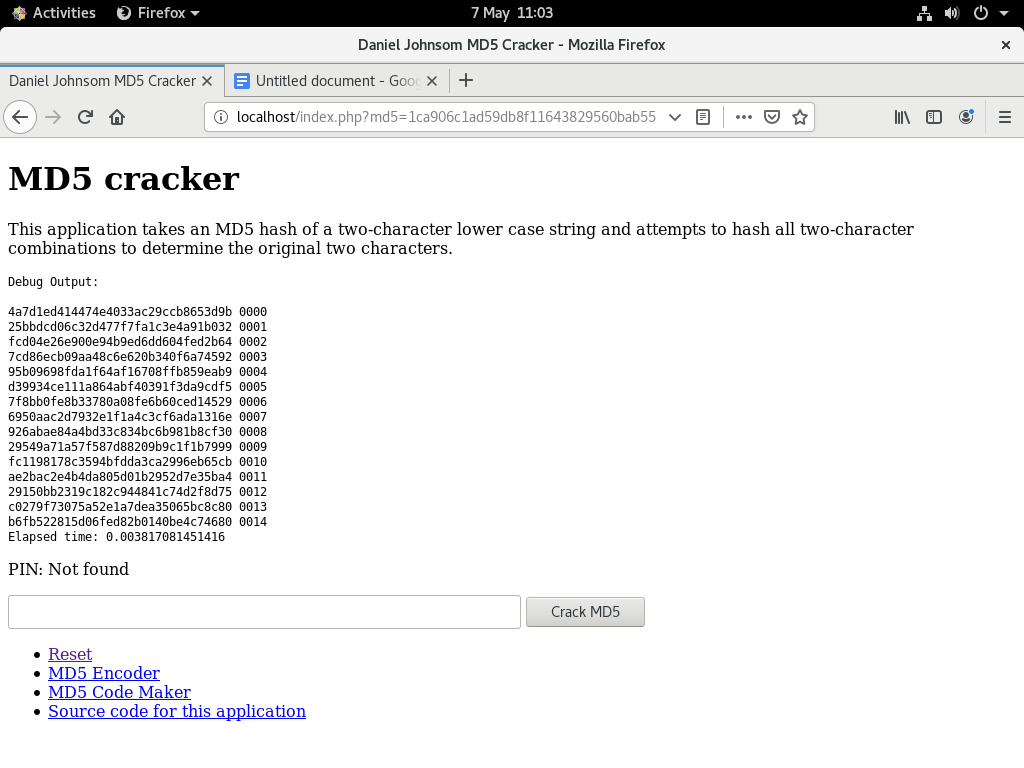 Activities Firefox 7 May 11:03
Daniel Johnsom MD5 Cracker - Mozilla Firefox
Daniel Johnsom MD5 Cracker Untitled document - Goo
localhost/index.php?md5=1ca906c1ad59db8f11643829560bab55
MD5 cracker
This application takes an MD5 hash of a two-character lower case string and attempts to hash all two-character
combinations to determine the original two characters.
Debug Output:
4a7d1ed414474e4033ac29ccb8653d9b 0000
25bbdcd06c32d477f7fa1c3e4a91b032 0001
fcd04e26e900e94b9ed6dd604fed2b64 0002
7cd86ecb09aa48c6e620b340f6a74592 0003
95b09698fda1f64af16708ffb859eab9 0004
d39934ce111a864abf40391f3da9cdf5 0005
7f8bb0fe8b33780a08fe6b60ced14529 0006
6950aac2d7932e1f1a4c3cf6ada1316e 0007
926abae84a4bd33c834bc6b981b8cf30 0008
29549a71a57f587d88209b9c1f1b7999 0009
fc1198178c3594bfdda3ca2996eb65cb 0010
ae2bac2e4b4da805d01b2952d7e35ba4 0011
29150bb2319c182c944841c74d2f8d75 0012
c0279f73075a52e1a7dea35065bc8c80 0013
b6fb522815d06fed82b0140be4c74680 0014
Elapsed time: 0.003817081451416
PIN: Not found
Crack MD5
Reset
MD5 Encoder
MD5 Code Maker
Source code for this application